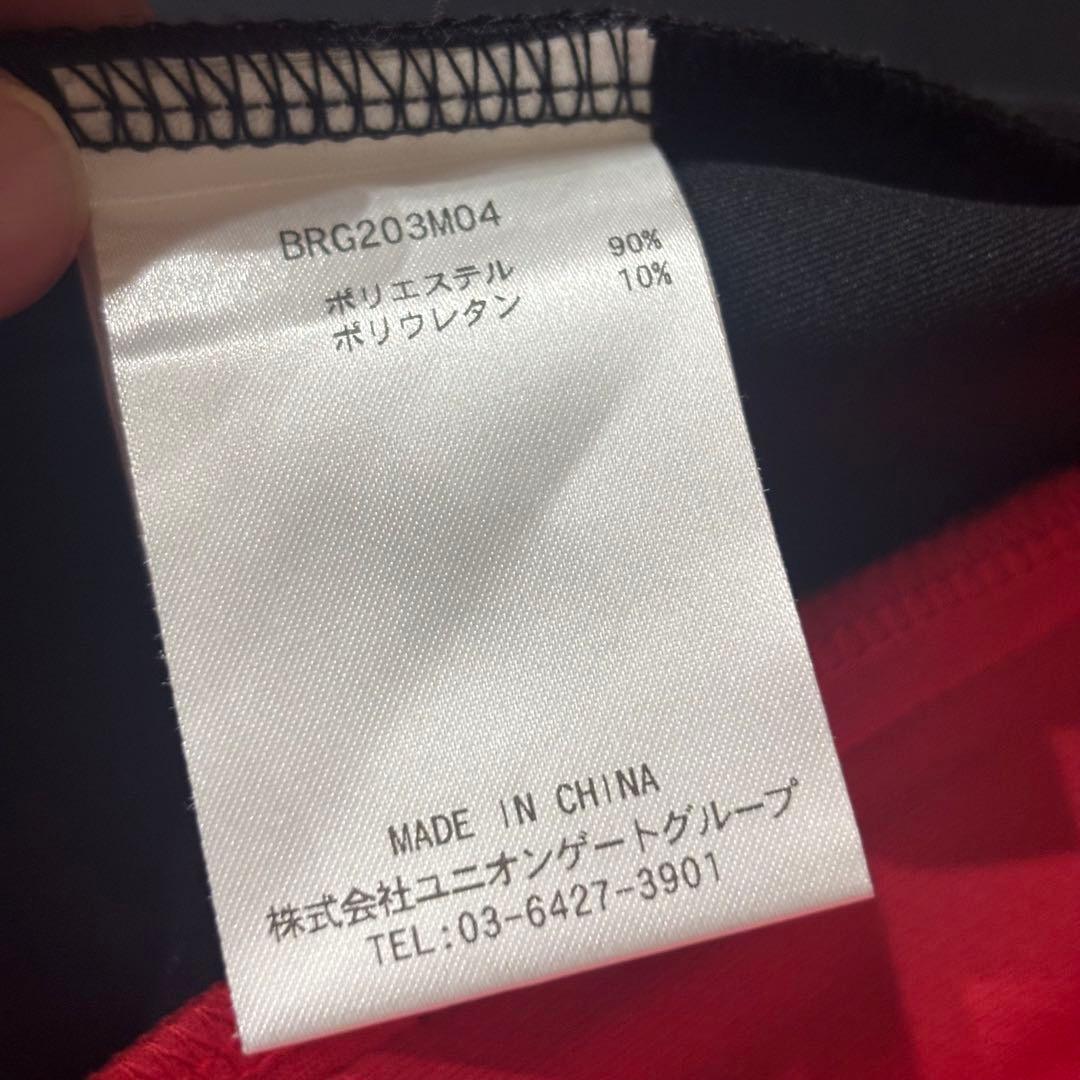 BRG203M04
ポリエステル 90%
ポリウレタン 10%
MADE IN CHINA
株式会社ユニオンゲートグループ
TEL:03-6427-3901